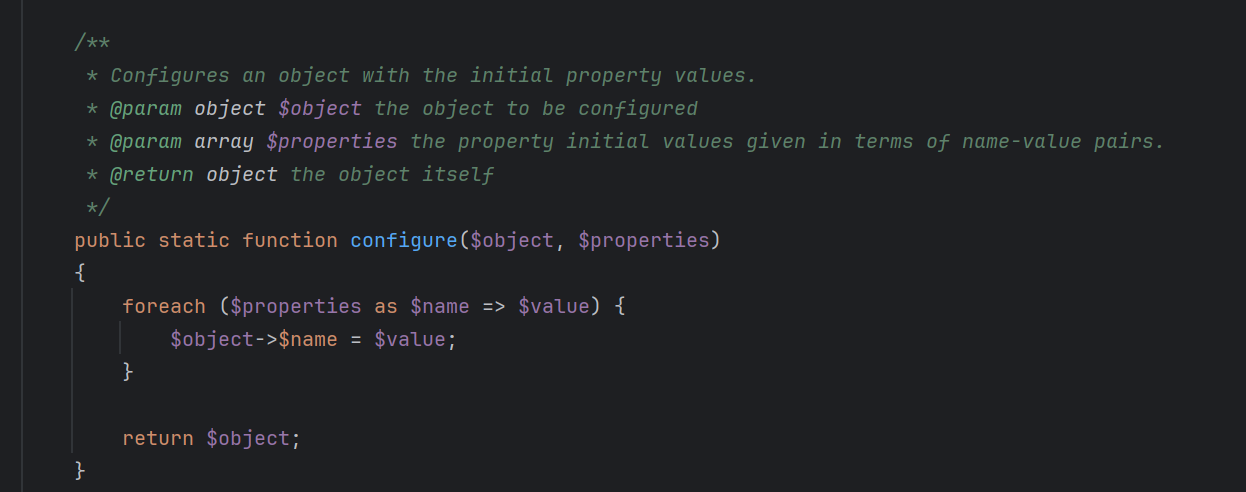 /**
 * Configures an object with the initial property values.
 * @param object $object the object to be configured
 * @param array $properties the property initial values given in terms of name-value pairs.
 * @return object the object itself
 */
public static function configure($object, $properties)
{
    foreach ($properties as $name => $value) {
        $object->$name = $value;
    }

    return $object;
}